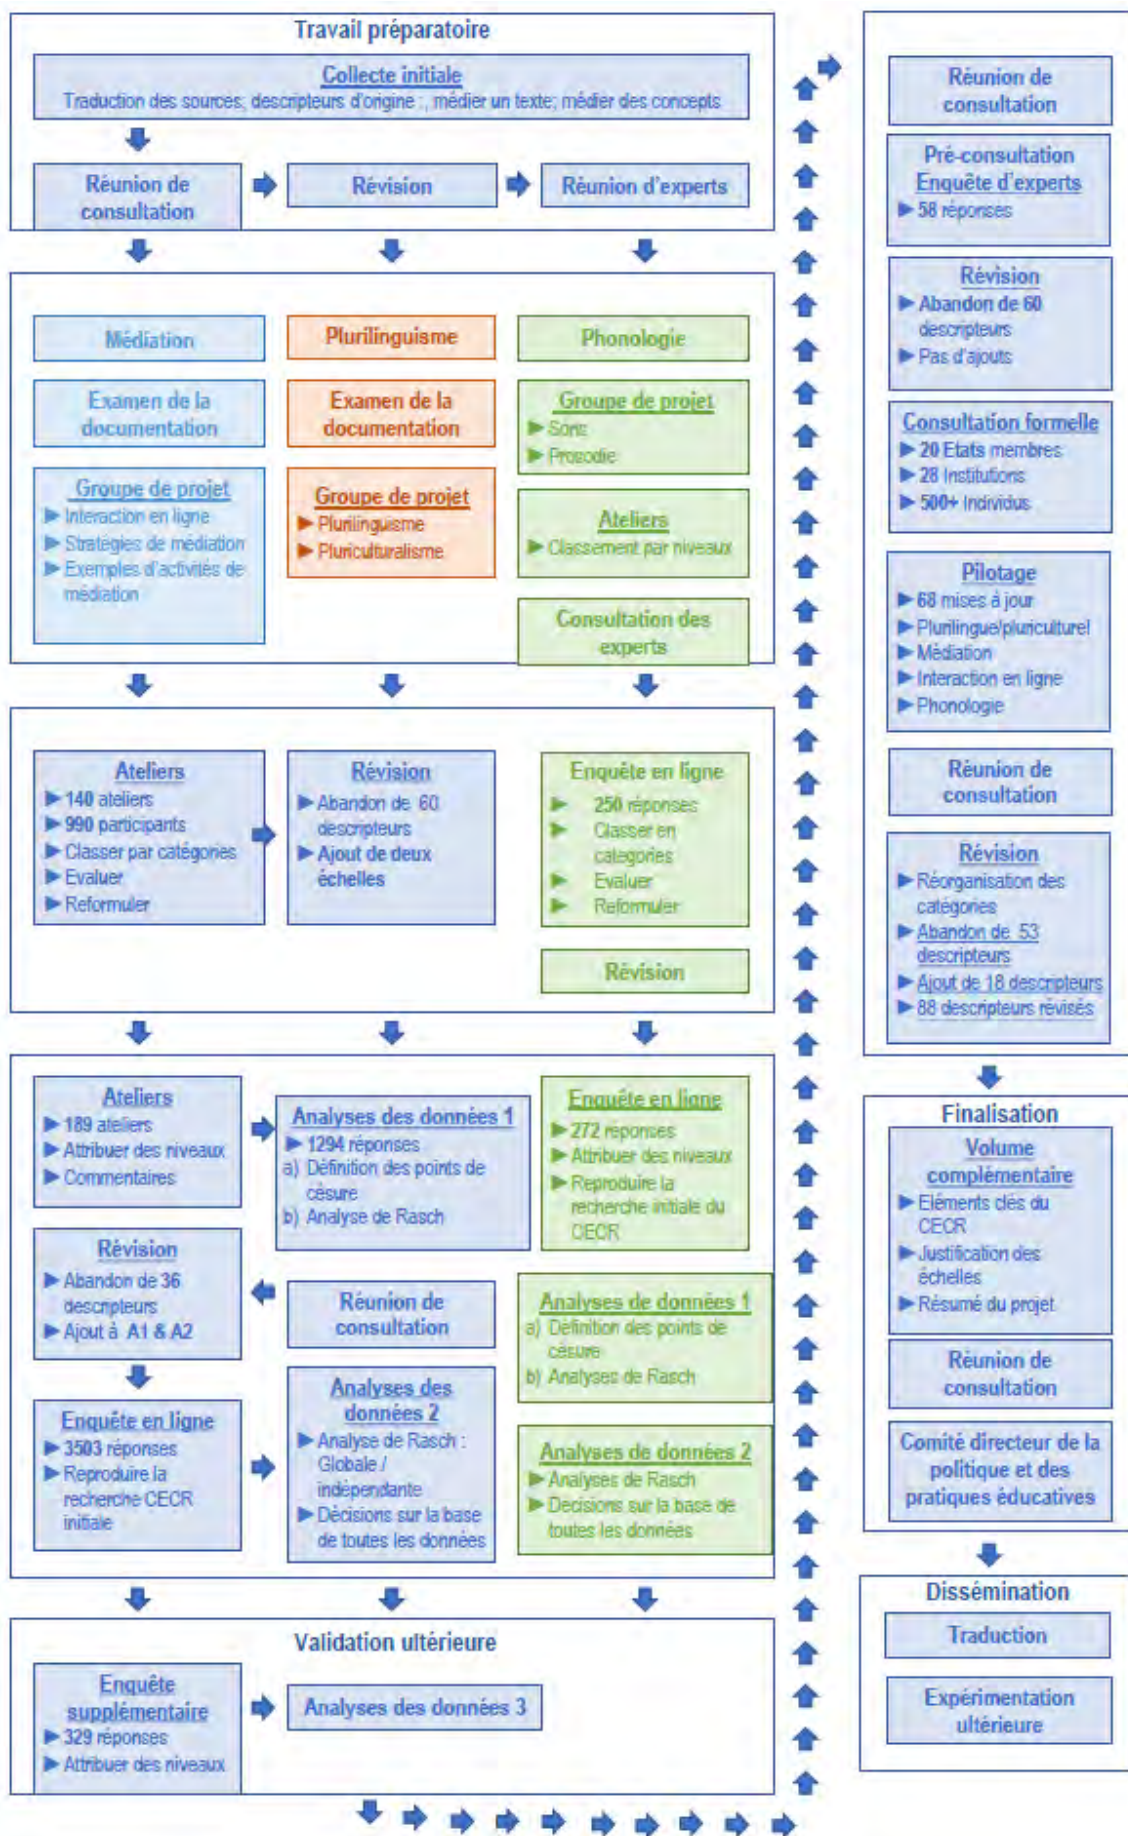 Travail préparatoire
Collecte initiale
Traduction des sources; descripteurs d'origine :, médier un texte; médier des concepts
Réunion de
consultation
Révision
Réunion d'experts
Médiation
Examen de la
documentation
Groupe de projet
► Interaction en ligne
► Stratégies de médiation
► Exemples d'activités de
médiation
Plurilinguisme
Examen de la
documentation
Groupe de projet
► Plurilinguisme
► Pluriculturalisme
Phonologie
Groupe de projet
► Sons
► Prosodie
Ateliers
► Classement par niveaux
Consultation des
experts
Ateliers
► 140 ateliers
► 990 participants
► Classer par catégories
► Evaluer
► Reformuler
Révision
► Abandon de 60
descripteurs
► Ajout de deux
échelles
Enquête en ligne
► 250 réponses
► Classer en
catégories
► Evaluer
► Reformuler
Révision
Ateliers
► 189 ateliers
► Attribuer des niveaux
► Commentaires
Analyses des données 1
► 1294 réponses
a) Définition des points de
césure
b) Analyse de Rasch
Révision
► Abandon de 36
descripteurs
► Ajout à A1 & A2
Réunion de
consultation
Enquête en ligne
► 3503 réponses
► Reproduire la
recherche CECR
initiale
Analyses des
données 2
► Analyse de Rasch :
Globale /
indépendante
► Décisions sur la base
de toutes les données
Enquête en ligne
► 272 réponses
► Attribuer des niveaux
► Reproduire la
recherche initiale du
CECR
Analyses de données 1
a) Définition des points de
césure
b) Analyses de Rasch
Analyses de données 2
► Analyses de Rasch
► Decisions sur la base de
toutes les données
Validation ultérieure
Enquête
supplémentaire
► 329 réponses
► Attribuer des niveaux
Analyses des données 3
Réunion de
consultation
Pré-consultation
Enquête d'experts
► 58 réponses
Révision
► Abandon de 60
descripteurs
► Pas d'ajouts
Consultation formelle
► 20 Etats membres
► 28 Institutions
► 500+ Individus
Pilotage
► 68 mises à jour
► Plurilingue/pluriculturel
► Médiation
► Interaction en ligne
► Phonologie
Réunion de
consultation
Révision
► Réorganisation des
catégories
► Abandon de 53
descripteurs
► Ajout de 18 descripteurs
► 88 descripteurs révisés
Finalisation
Volume
complémentaire
► Eléments clés du
CECR
► Justification des
échelles
► Résumé du projet
Réunion de
consultation
Comité directeur de la
politique et des
pratiques éducatives
Dissémination
Traduction
Expérimentation
ultérieure